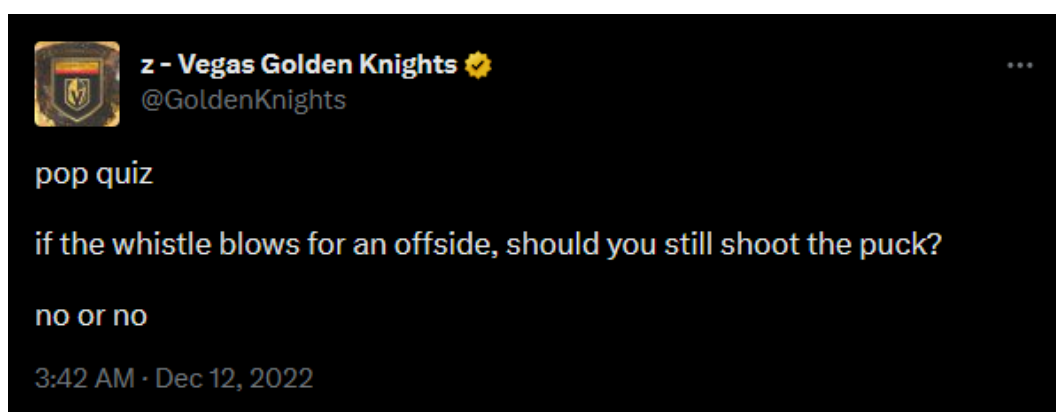 z - Vegas Golden Knights
@GoldenKnights
pop quiz
if the whistle blows for an offside, should you still shoot the puck?
no or no
3:42 AM · Dec 12, 2022